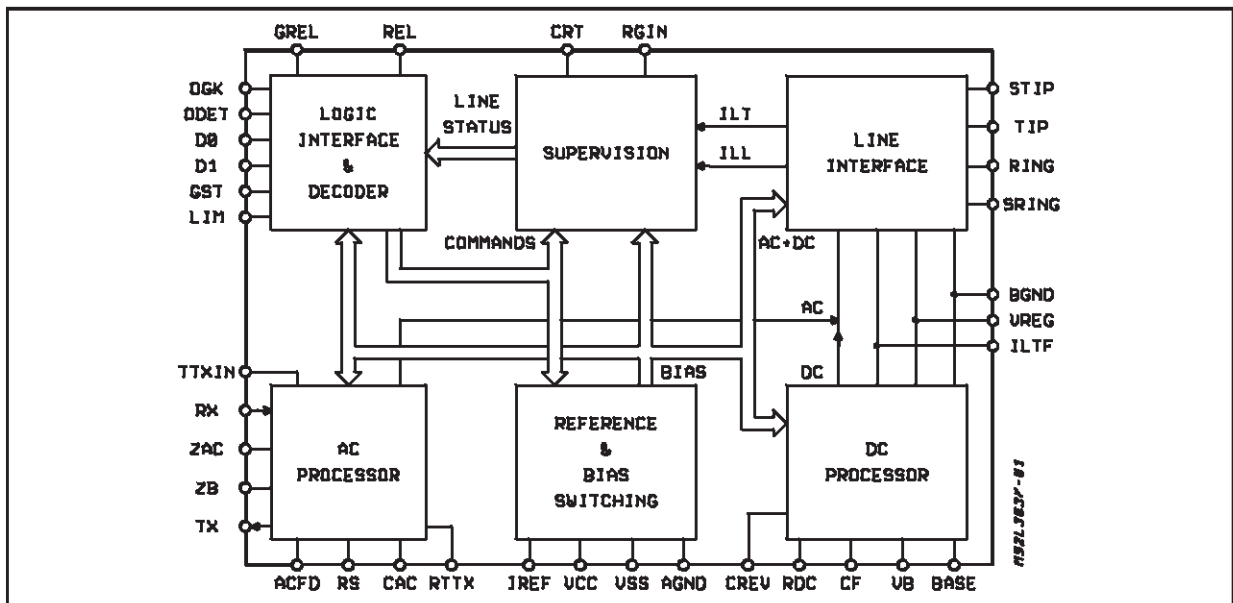 GREL REL CRT RGIN
OGK
ODET
D0
D1
GST
LIM
LOGIC
INTERFACE
&
DECODER
LINE
STATUS
SUPERVISION
ILT
ILL
LINE
INTERFACE
STIP
TIP
RING
SRING
COMMANDS
AC+DC
BGND
VREG
ILTF
AC
DC
BIAS
TTXIN
RX
ZAC
ZB
TX
AC
PROCESSOR
REFERENCE
&
BIAS
SWITCHING
DC
PROCESSOR
ACFD RS CAC RTTX IREF VCC VSS AGND CREV RDC CF VB BASE